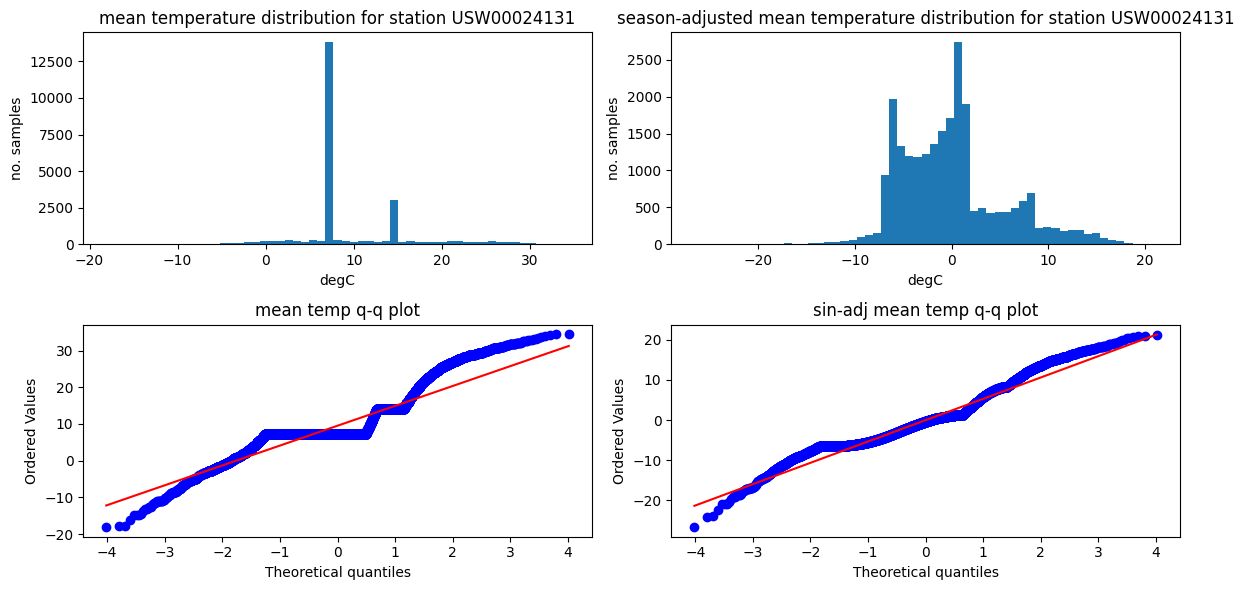 mean temperature distribution for station USW00024131
no. samples
12500
10000
7500
5000
2500
0
−20 −10 0 10 20 30
degC
season-adjusted mean temperature distribution for station USW00024131
no. samples
2500
2000
1500
1000
500
0
−20 −10 0 10 20
degC
mean temp q-q plot
Ordered Values
30
20
10
0
−10
−20
−4 −3 −2 −1 0 1 2 3 4
Theoretical quantiles
sin-adj mean temp q-q plot
Ordered Values
20
10
0
−10
−20
−4 −3 −2 −1 0 1 2 3 4
Theoretical quantiles